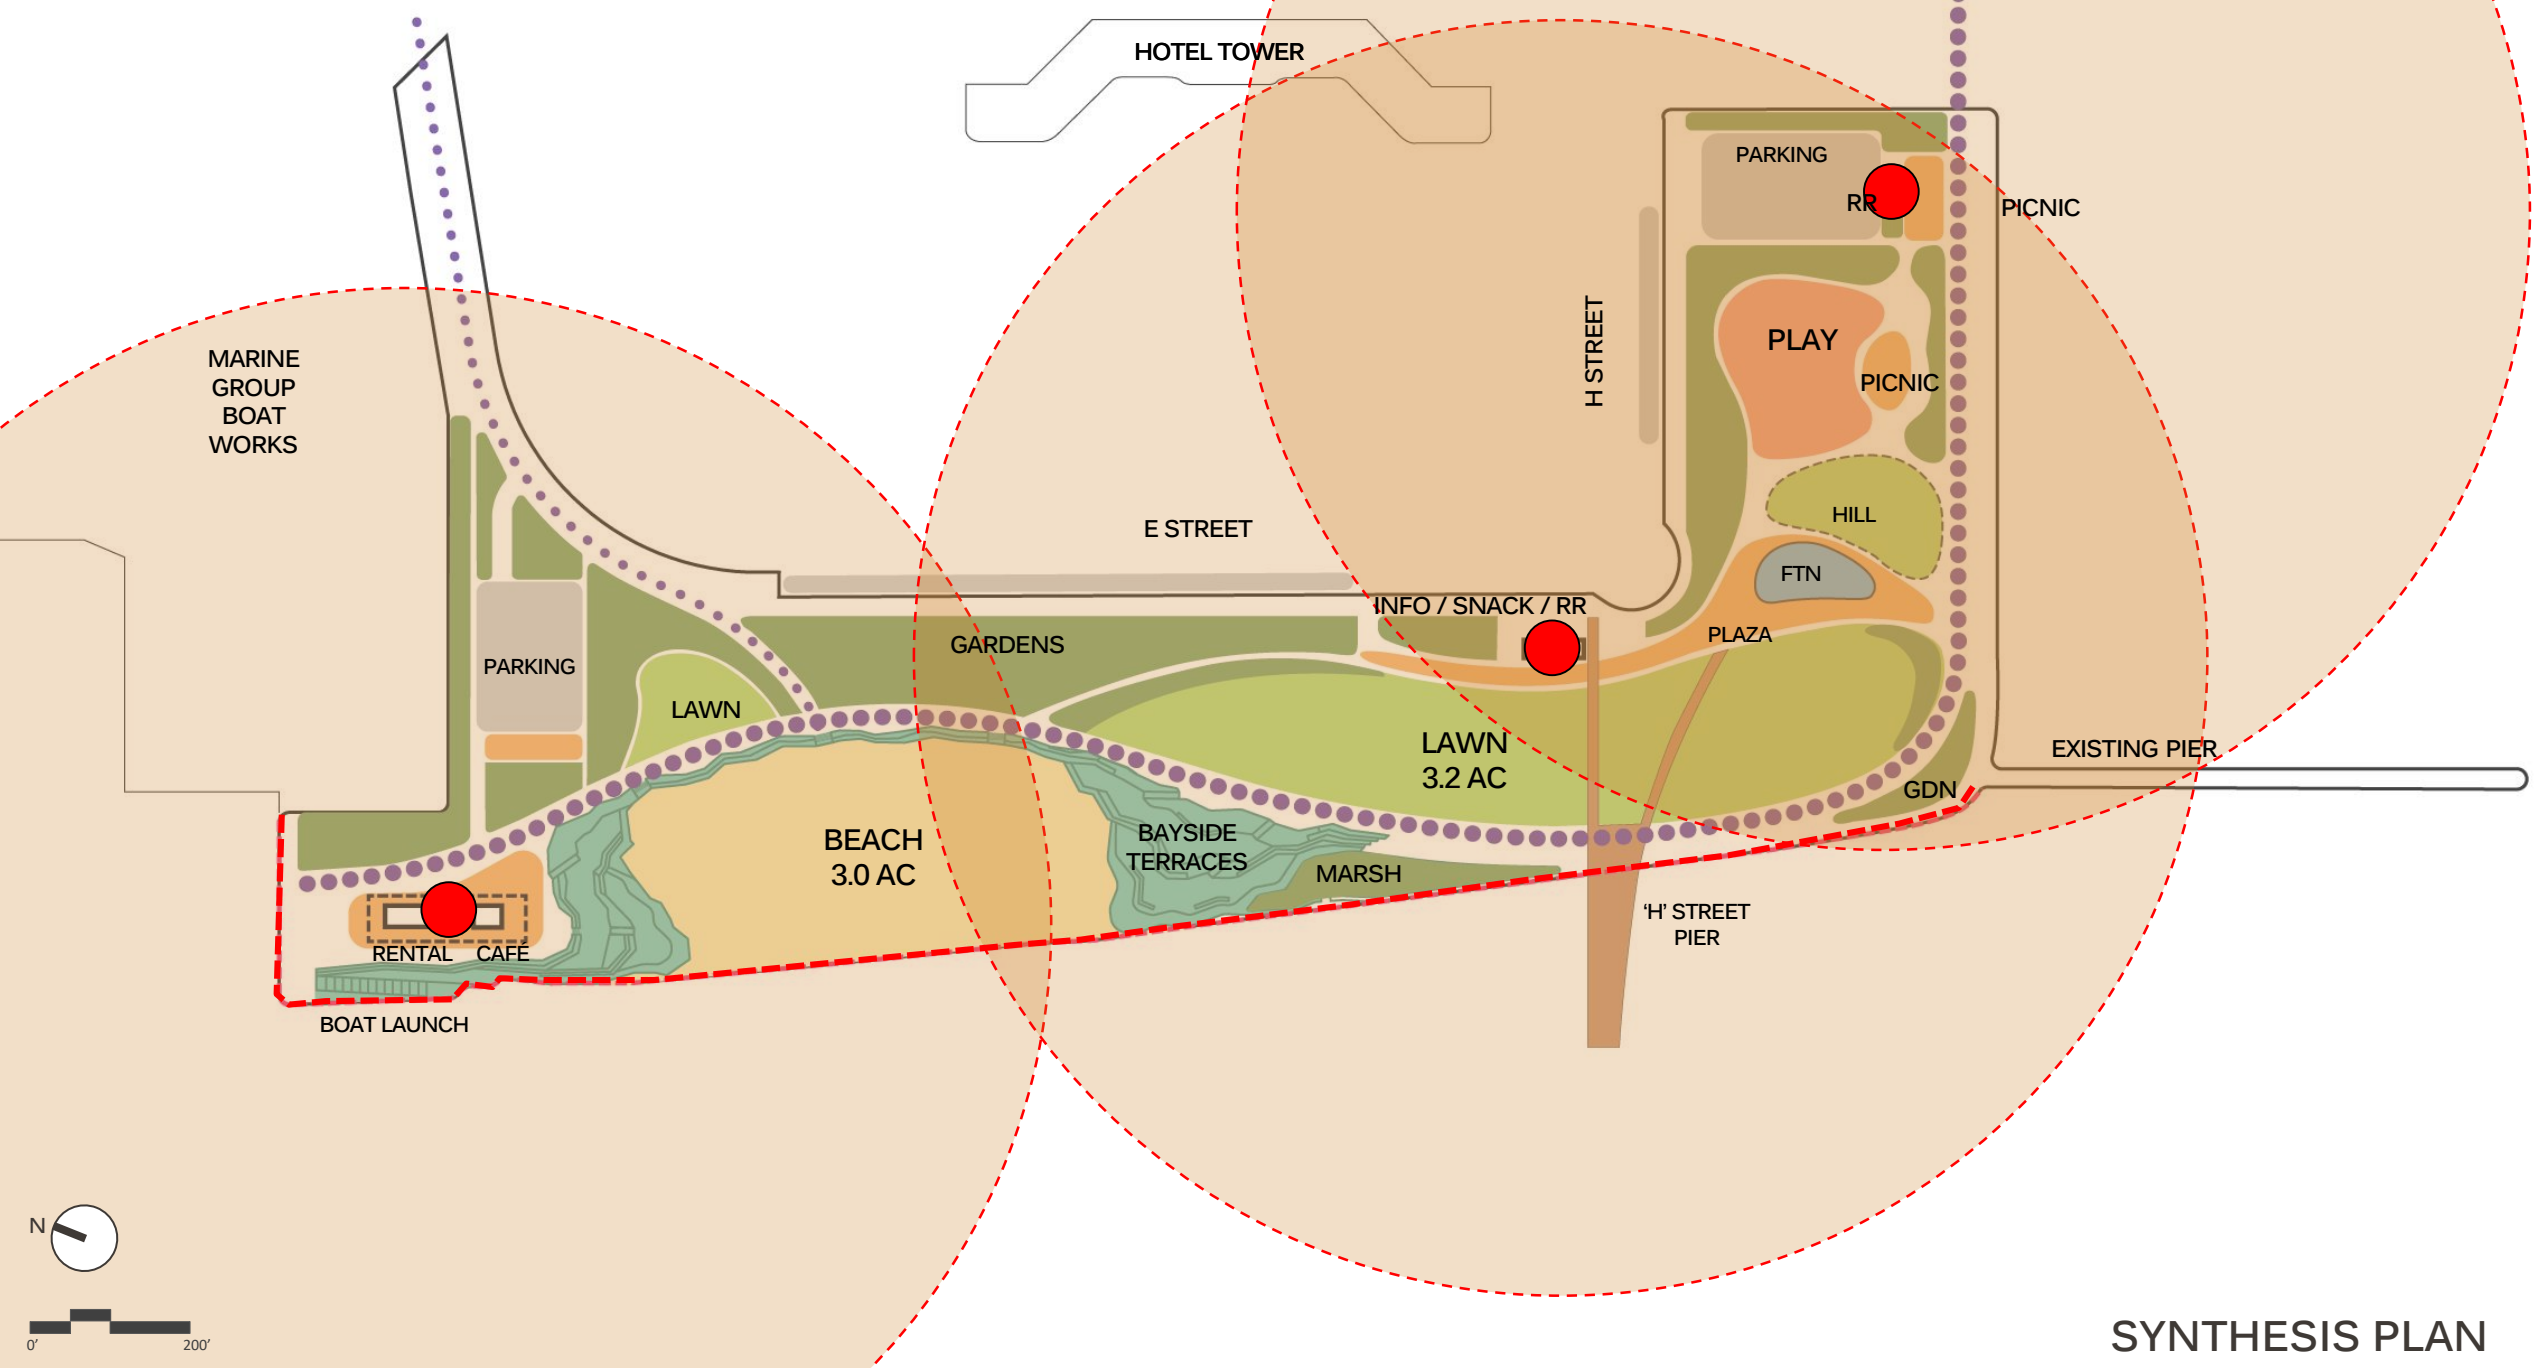 HOTEL TOWER
PARKING
RR
PICNIC
MARINE
GROUP
BOAT
WORKS
H STREET
PLAY
PICNIC
HILL
E STREET
FTN
INFO / SNACK / RR
PLAZA
GARDENS
PARKING
LAWN
LAWN
3.2 AC
EXISTING PIER
GDN
BEACH
3.0 AC
BAYSIDE
TERRACES
MARSH
'H' STREET
PIER
RENTAL
CAFÉ
BOAT LAUNCH
N
0'
200'
SYNTHESIS PLAN